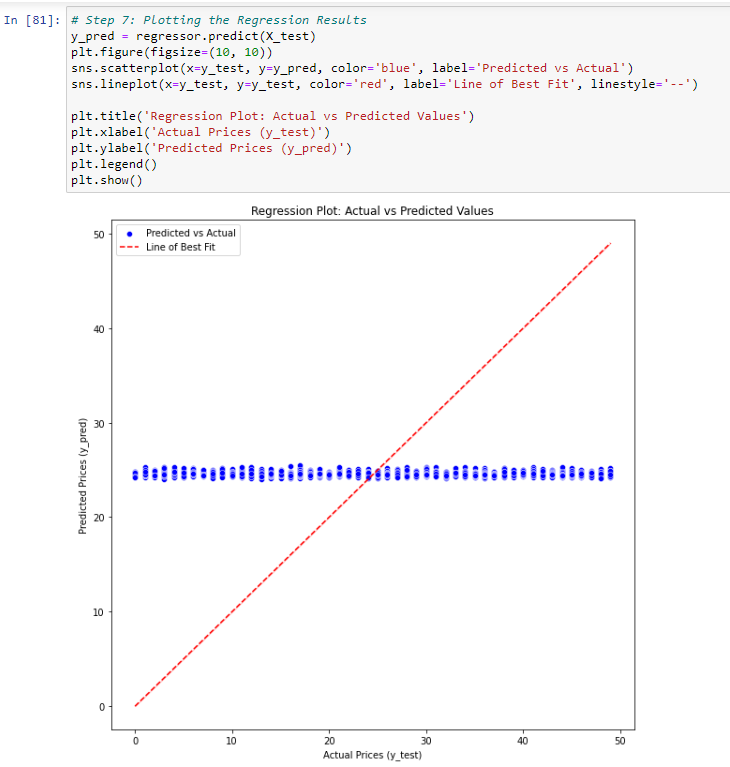 In [81]: # Step 7: Plotting the Regression Results
y_pred = regressor.predict(X_test)
plt.figure(figsize=(10, 10))
sns.scatterplot(x=y_test, y=y_pred, color='blue', label='Predicted vs Actual')
sns.lineplot(x=y_test, y=y_test, color='red', label='Line of Best Fit', linestyle='--')
plt.title('Regression Plot: Actual vs Predicted Values')
plt.xlabel('Actual Prices (y_test)')
plt.ylabel('Predicted Prices (y_pred)')
plt.legend()
plt.show()
Regression Plot: Actual vs Predicted Values
Predicted vs Actual
Line of Best Fit
50
40
30
20
10
0
Predicted Prices (y_pred)
0 10 20 30 40 50
Actual Prices (y_test)